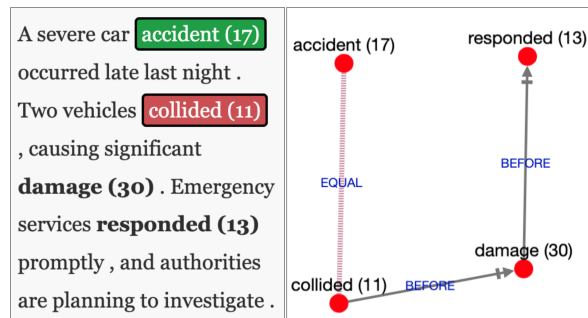 A severe car accident (17)
occurred late last night .
Two vehicles collided (11)
, causing significant
damage (30) . Emergency
services responded (13)
promptly , and authorities
are planning to investigate .
accident (17)
responded (13)
EQUAL
BEFORE
damage (30)
collided (11)
BEFORE